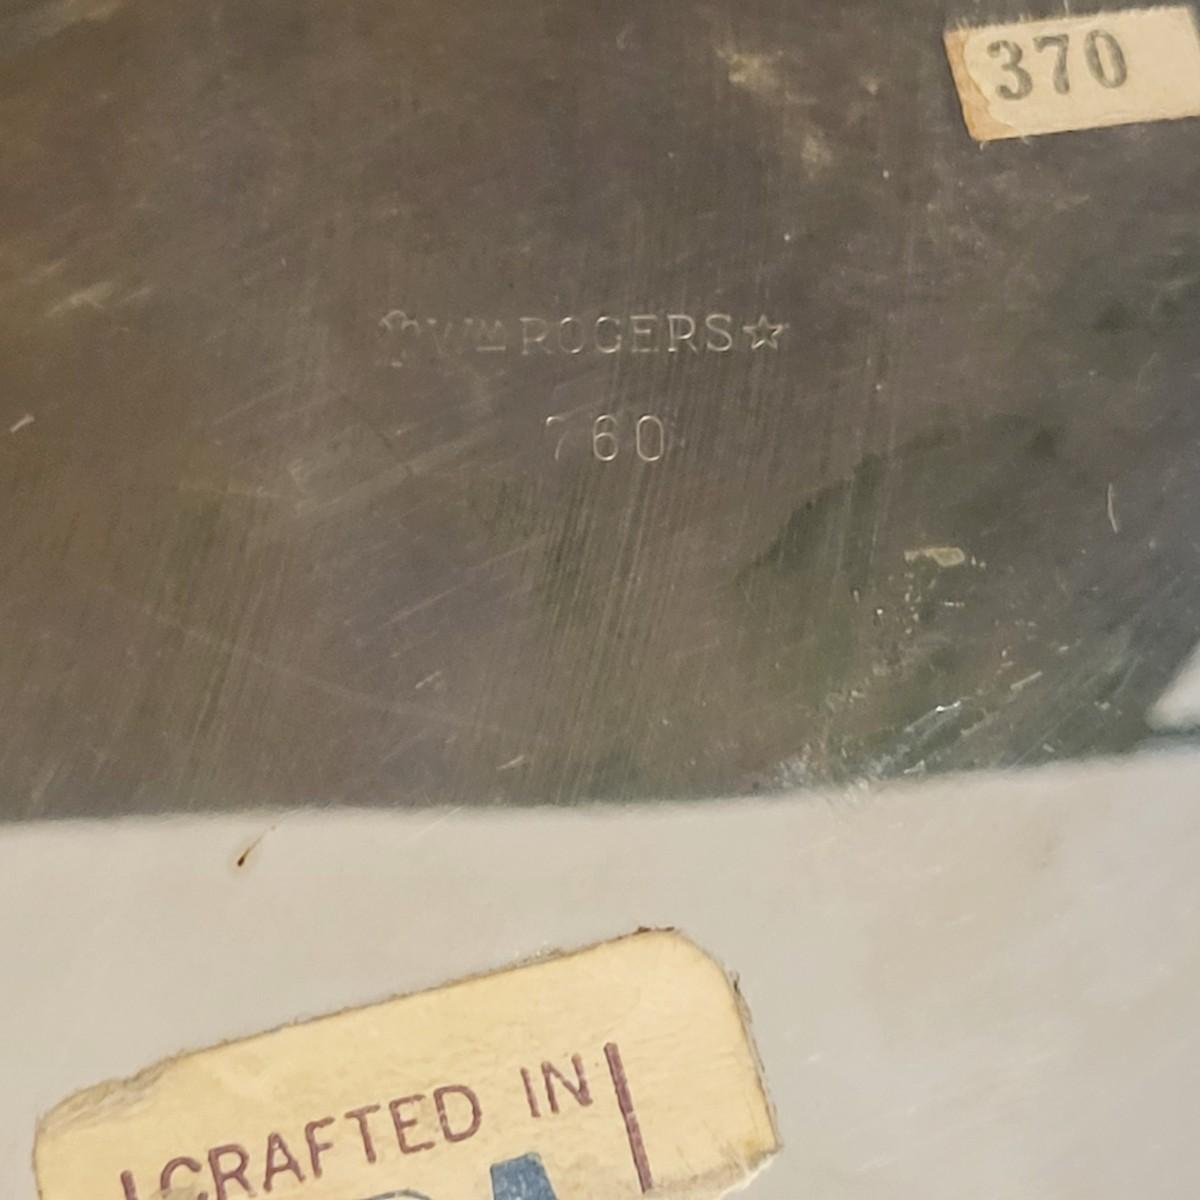 370
Wm ROGERS☆
760
CRAFTED IN